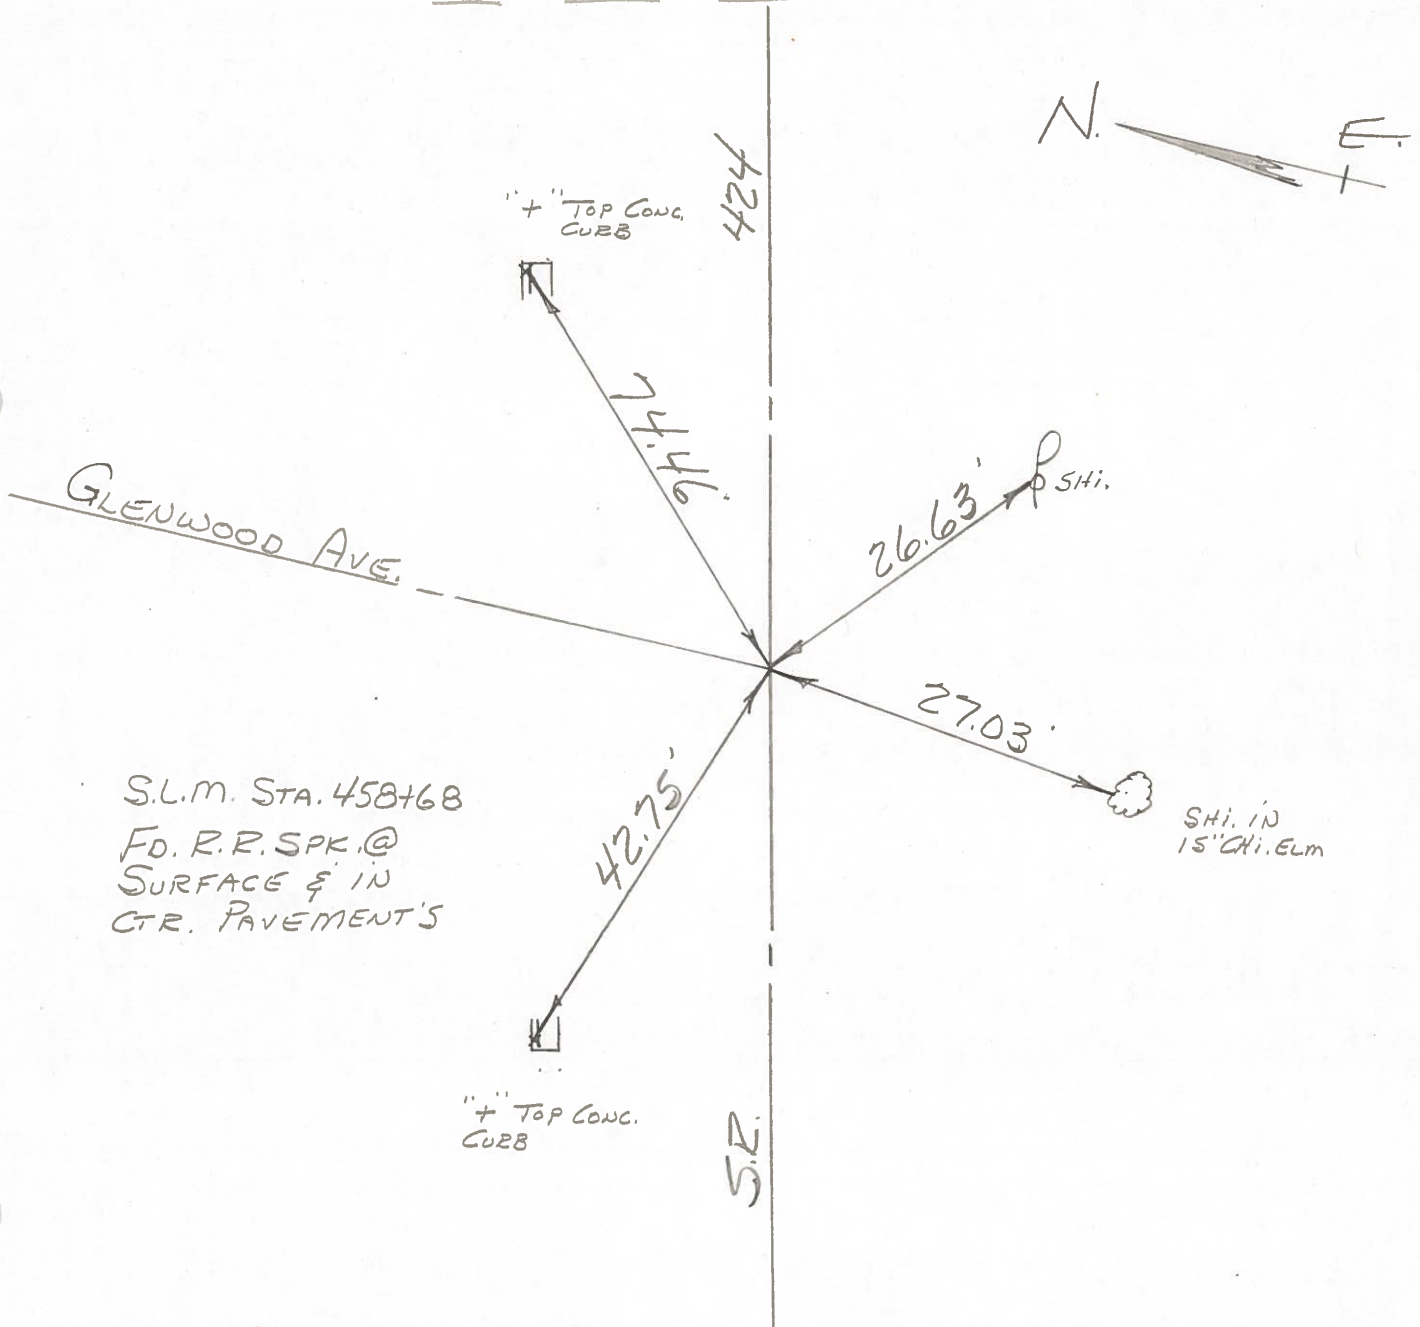 N.
E.
424
"+" TOP CONC.
CURB
74.46'
GLENWOOD AVE.
26.63'
SHI.
27.03'
SHI. IN
15" CHI. ELM
S.L.M. STA. 458+68
FD. R.R. SPK. @
SURFACE & IN
CTR. PAVEMENT'S
42.75'
"+" TOP CONC.
CURB
S.R.